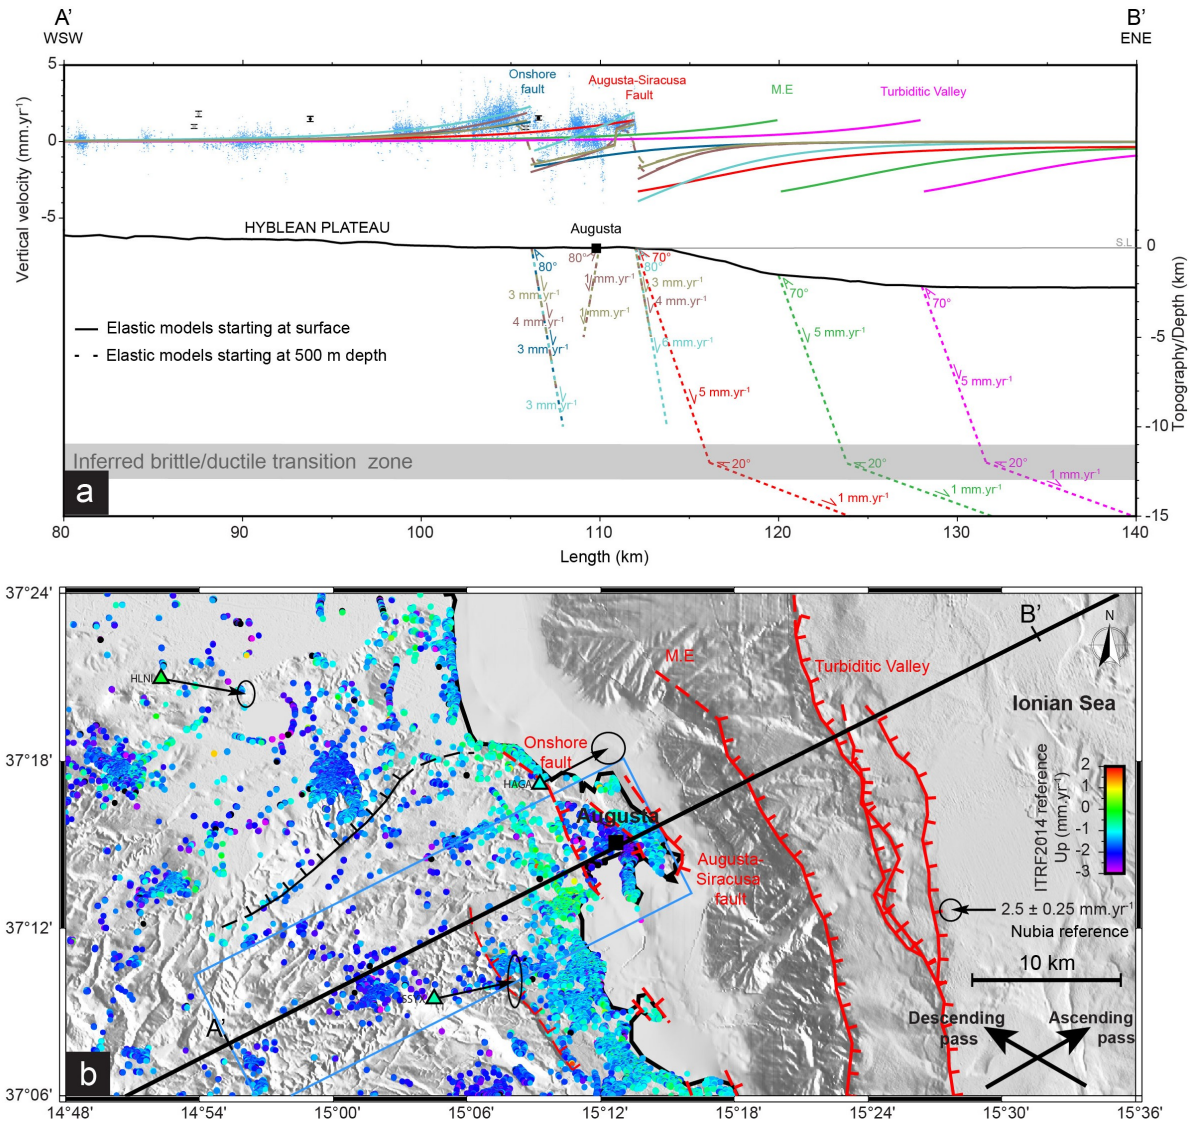 A’
WSW
B’
ENE
Onshore
fault
Augusta-Siracusa
Fault
M.E
Turbiditic Valley
5
0
-5
Vertical velocity (mm.yr⁻¹)
HYBLEAN PLATEAU
Augusta
S.L
80°
80°
70°
80°
70°
70°
3 mm.yr⁻¹
4 mm.yr⁻¹
3 mm.yr⁻¹
3 mm.yr⁻¹
1 mm.yr⁻¹
1 mm.yr⁻¹
3 mm.yr⁻¹
4 mm.yr⁻¹
6 mm.yr⁻¹
5 mm.yr⁻¹
5 mm.yr⁻¹
5 mm.yr⁻¹
Elastic models starting at surface
Elastic models starting at 500 m depth
Inferred brittle/ductile transition zone
20°
20°
20°
1 mm.yr⁻¹
1 mm.yr⁻¹
1 mm.yr⁻¹
0
-5
-10
-15
Topography/Depth (km)
a
80
90
100
110
120
130
140
Length (km)
37°24'
37°18'
37°12'
37°06'
B’
N
M.E
Turbiditic Valley
Ionian Sea
HLNI
Onshore
fault
HAGA
Augusta
Augusta-
Siracusa
fault
ITRF2014 reference
Up (mm.yr⁻¹)
2
1
0
-1
-2
-3
2.5 ± 0.25 mm.yr⁻¹
Nubia reference
10 km
A’
Descending
pass
Ascending
pass
b
14°48'
14°54'
15°00'
15°06'
15°12'
15°18'
15°24'
15°30'
15°36'